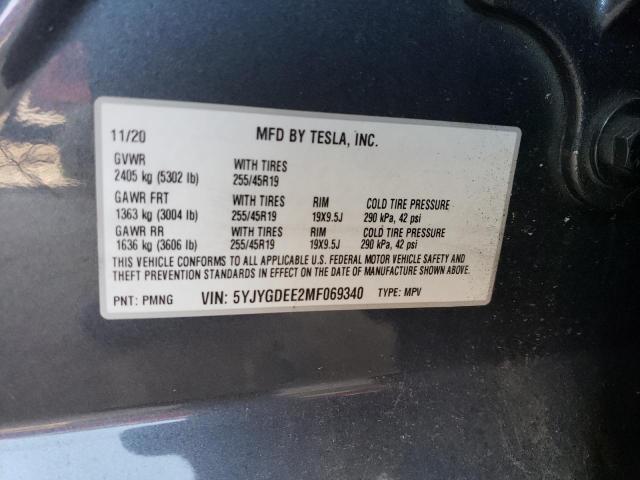 11/20 MFD BY TESLA, INC.
GVWR WITH TIRES
2405 kg (5302 lb) 255/45R19
GAWR FRT WITH TIRES RIM COLD TIRE PRESSURE
1363 kg (3004 lb) 255/45R19 19X9.5J 290 kPa, 42 psi
GAWR RR WITH TIRES RIM COLD TIRE PRESSURE
1636 kg (3606 lb) 255/45R19 19X9.5J 290 kPa, 42 psi
THIS VEHICLE CONFORMS TO ALL APPLICABLE U.S. FEDERAL MOTOR VEHICLE SAFETY AND
THEFT PREVENTION STANDARDS IN EFFECT ON THE DATE OF MANUFACTURE SHOWN ABOVE.
PNT: PMNG VIN: 5YJYGDEE2MF069340 TYPE: MPV